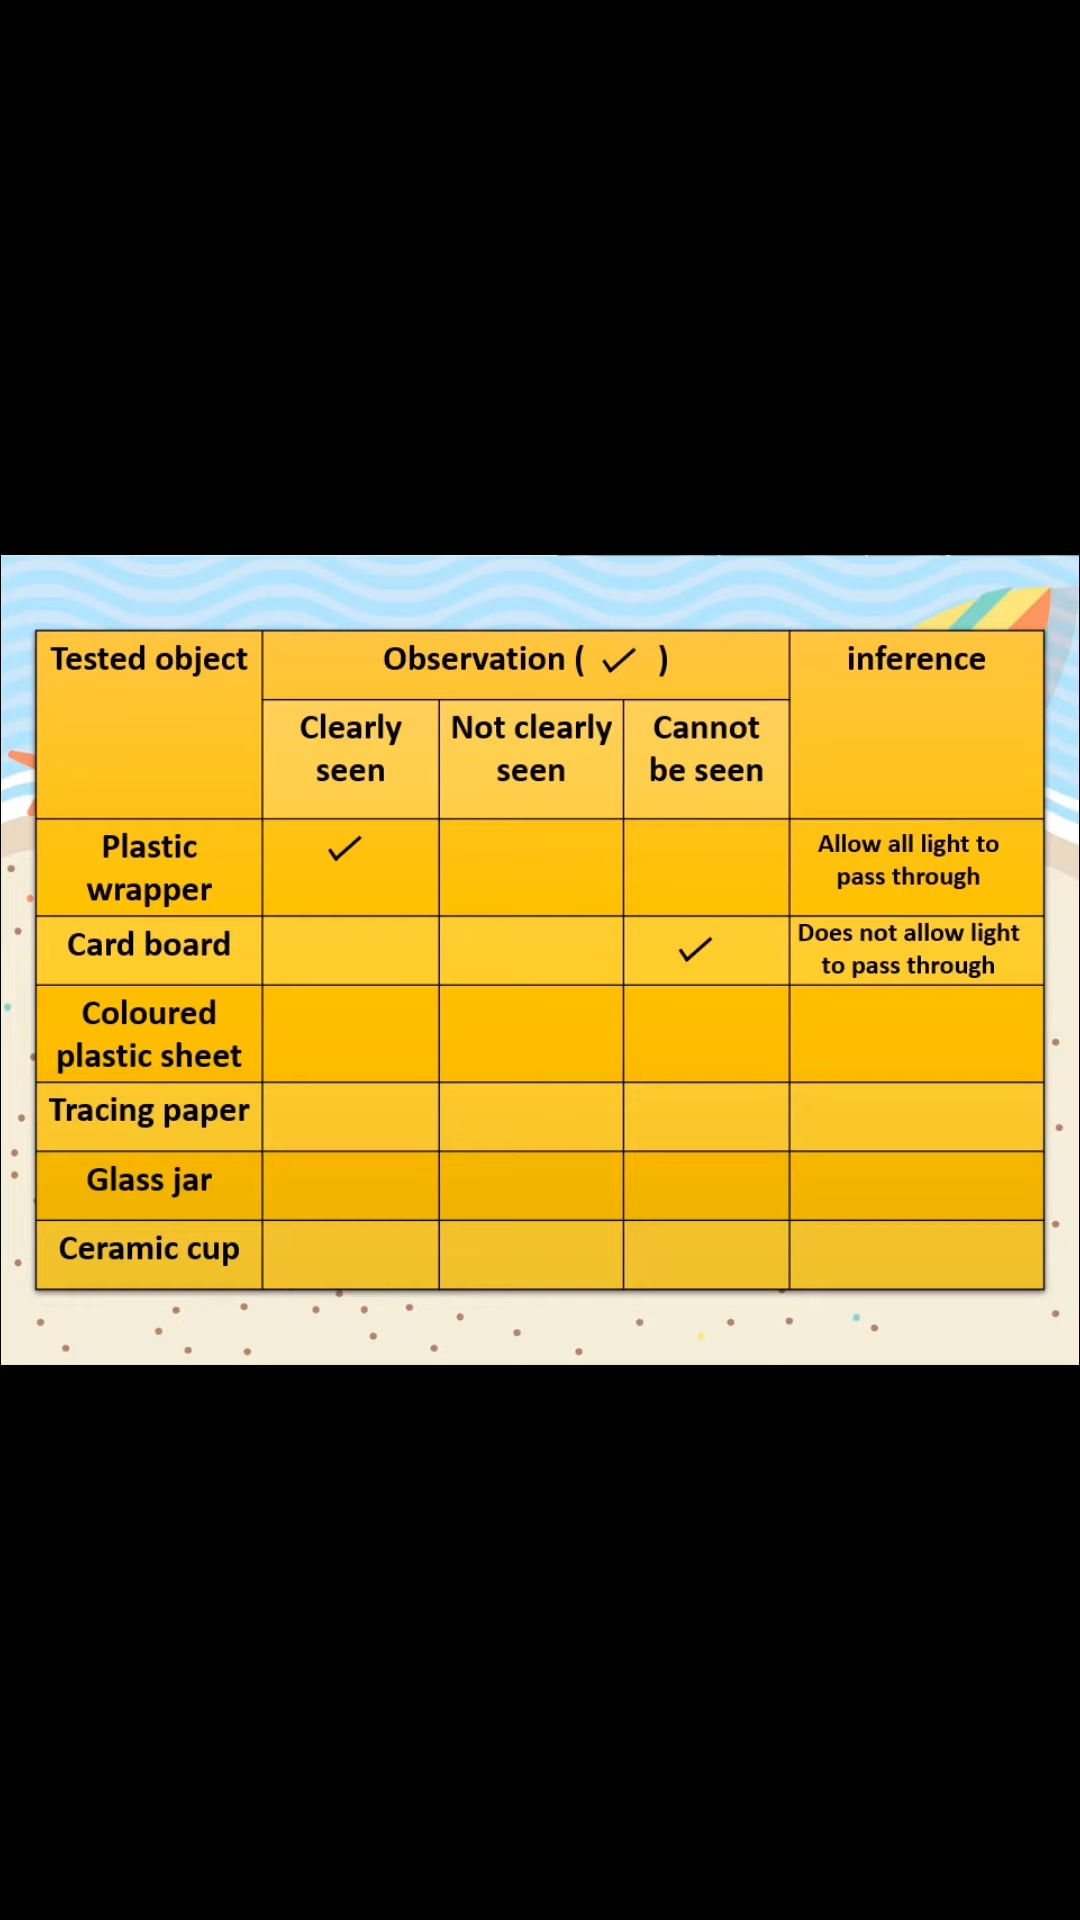 Tested object
Observation ( ✓ )
inference
Clearly
seen
Not clearly
seen
Cannot
be seen
Plastic
wrapper
✓
Allow all light to
pass through
Card board
✓
Does not allow light
to pass through
Coloured
plastic sheet
Tracing paper
Glass jar
Ceramic cup